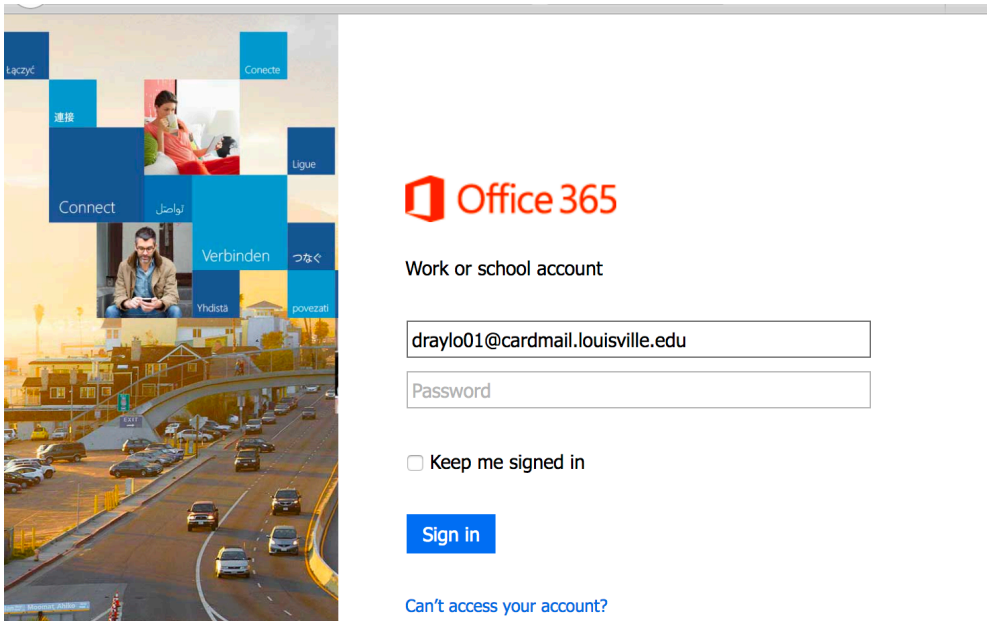 Łączyć
Conecte
連接
Ligue
Connect
تواصل
Verbinden
つなぐ
Yhdistä
povezati
EXIT
Office 365
Work or school account
draylo01@cardmail.louisville.edu
Password
Keep me signed in
Sign in
Can't access your account?